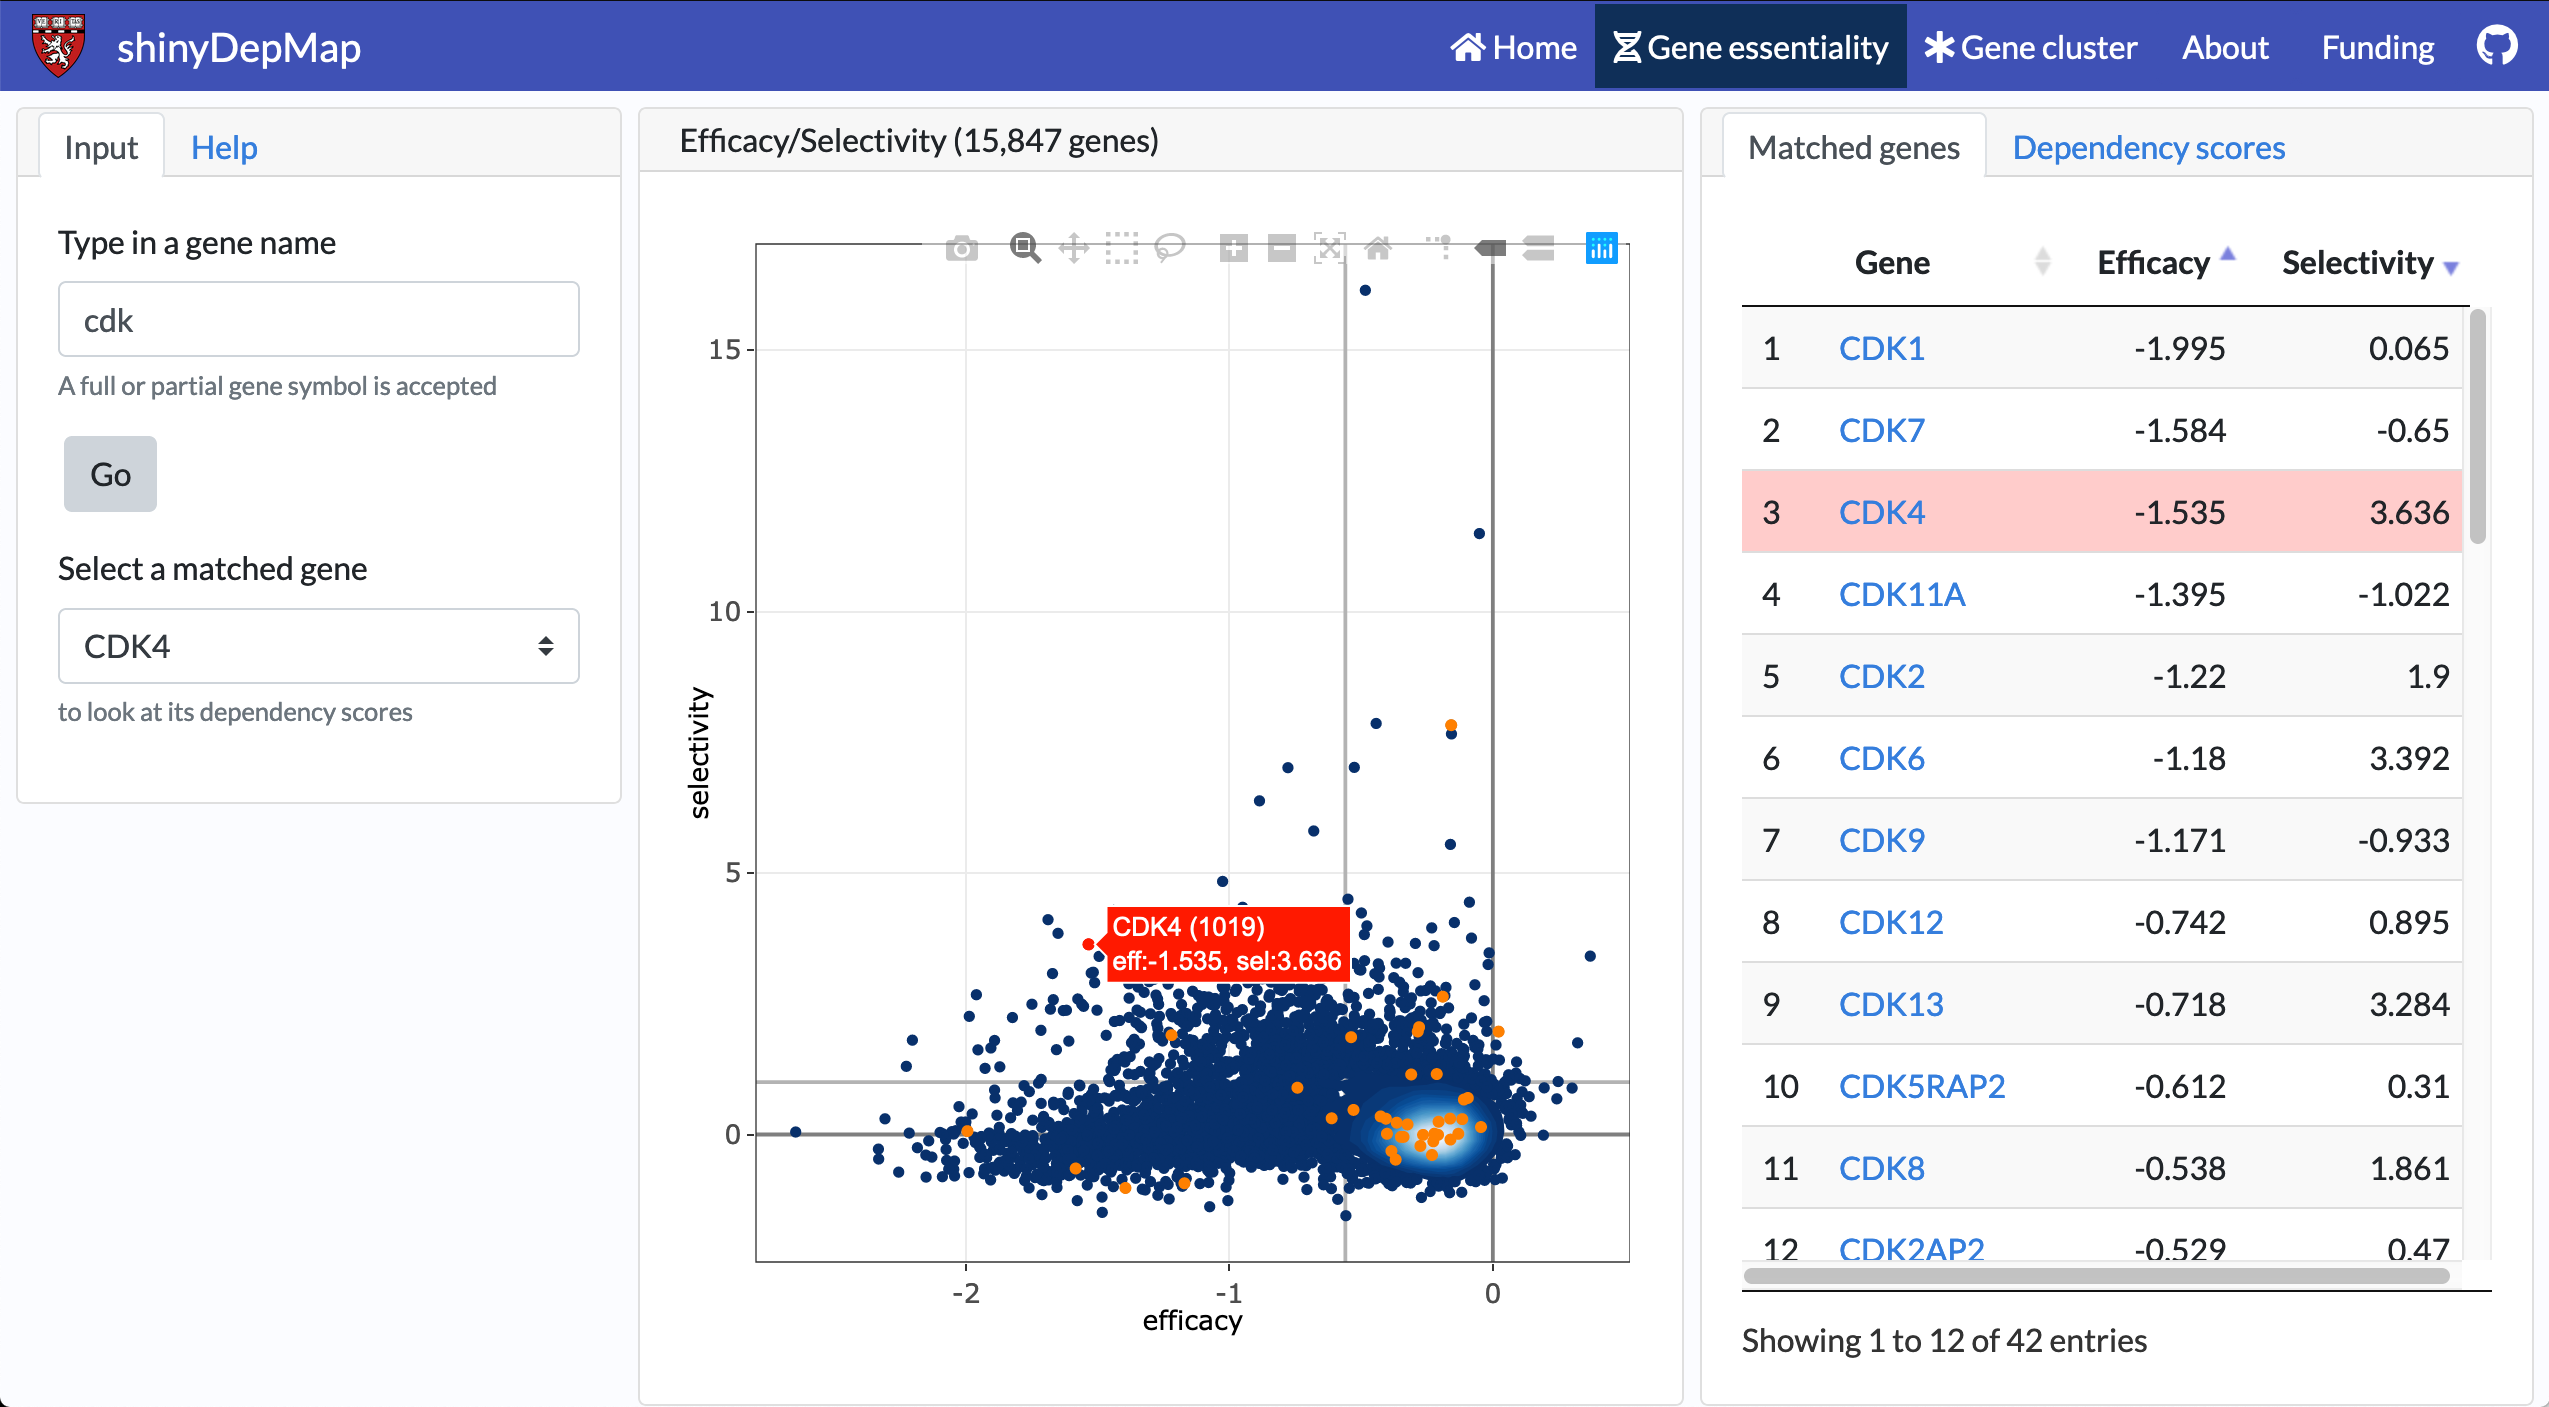 shinyDepMap
Home
Gene essentiality
Gene cluster
About
Funding
Input
Help
Type in a gene name
cdk
A full or partial gene symbol is accepted
Go
Select a matched gene
CDK4
to look at its dependency scores
Efficacy/Selectivity (15,847 genes)
15
10
5
0
selectivity
CDK4 (1019)
eff:-1.535, sel:3.636
-2 -1 0
efficacy
Matched genes
Dependency scores
Gene Efficacy Selectivity
1 CDK1 -1.995 0.065
2 CDK7 -1.584 -0.65
3 CDK4 -1.535 3.636
4 CDK11A -1.395 -1.022
5 CDK2 -1.22 1.9
6 CDK6 -1.18 3.392
7 CDK9 -1.171 -0.933
8 CDK12 -0.742 0.895
9 CDK13 -0.718 3.284
10 CDK5RAP2 -0.612 0.31
11 CDK8 -0.538 1.861
12 CDK2AP2 -0.529 0.47
Showing 1 to 12 of 42 entries